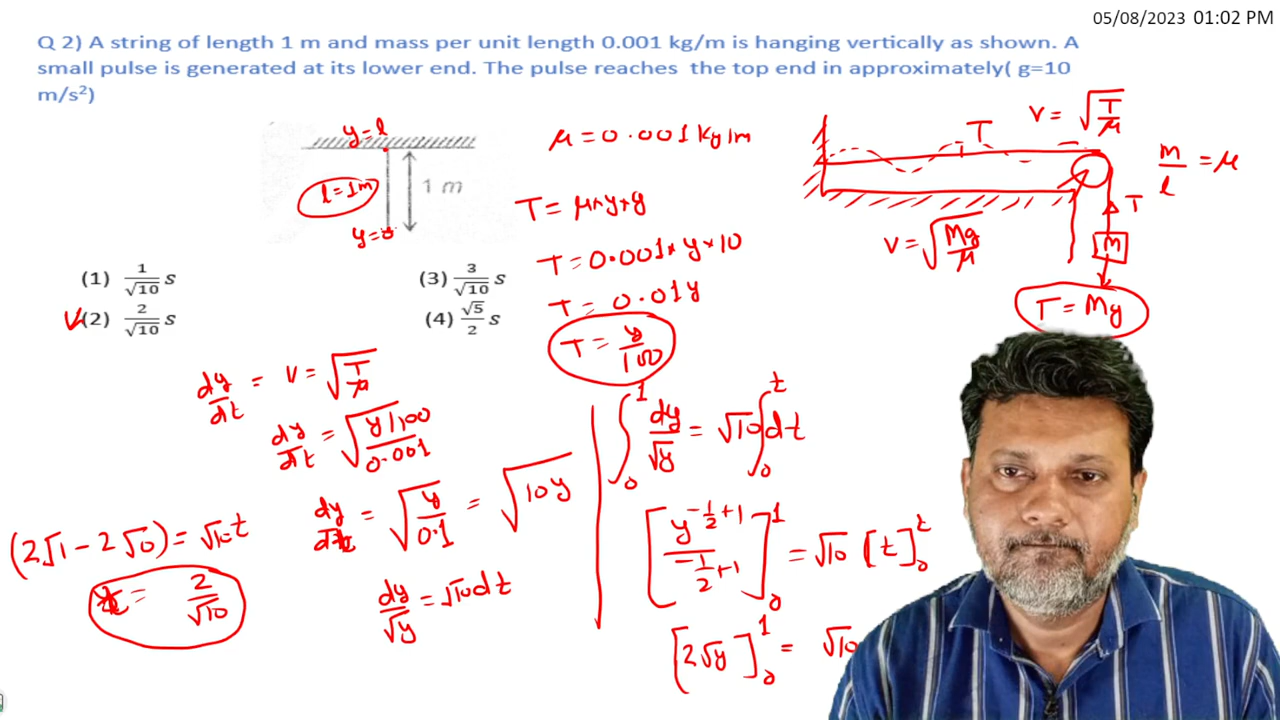 05/08/2023 01:02 PM
Q 2) A string of length 1 m and mass per unit length 0.001 kg/m is hanging vertically as shown. A
small pulse is generated at its lower end. The pulse reaches the top end in approximately( g=10
m/s²)
y=l
l=1m
1 m
y=0
μ = 0.001 kg/m
T = μ×y×g
T = 0.001×y×10
T = 0.01y
T = y/100
v = √(T/μ)
T
m/l = μ
T
v = √(Mg/μ)
m
T = Mg
(1) 1/√10 s
(3) 3/√10 s
(2) 2/√10 s
(4) √5/2 s
dy/dt = v = √(T/μ)
dy/dt = √((y/100)/0.001)
dy/dt = √(y/0.1) = √(10y)
dy/√y = √10 dt
∫₀¹ dy/√y = √10 ∫₀ᵗ dt
[y^(-1/2+1)/(-1/2+1)]₀¹ = √10 [t]₀ᵗ
[2√y]₀¹ = √10
(2√1 - 2√0) = √10 t
t = 2/√10